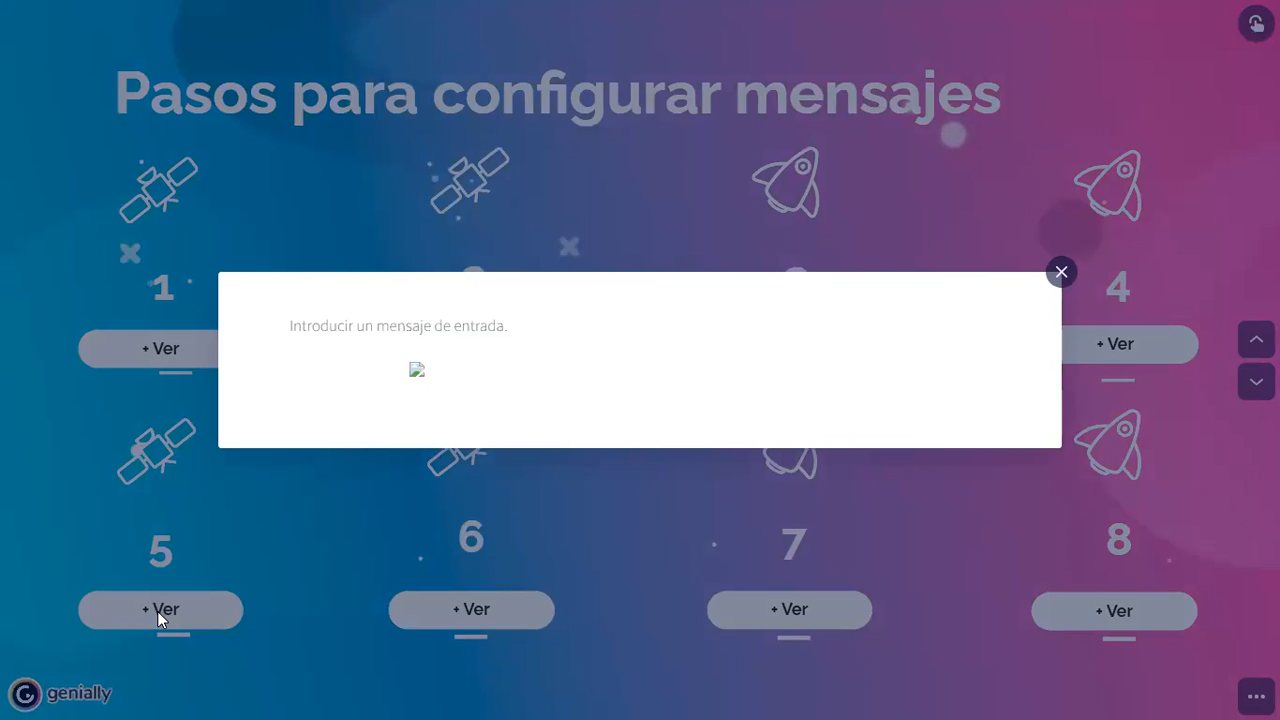 Pasos para configurar mensajes
1
4
+ Ver
+ Ver
Introducir un mensaje de entrada.
5
6
7
8
+ Ver
+ Ver
+ Ver
+ Ver
genially